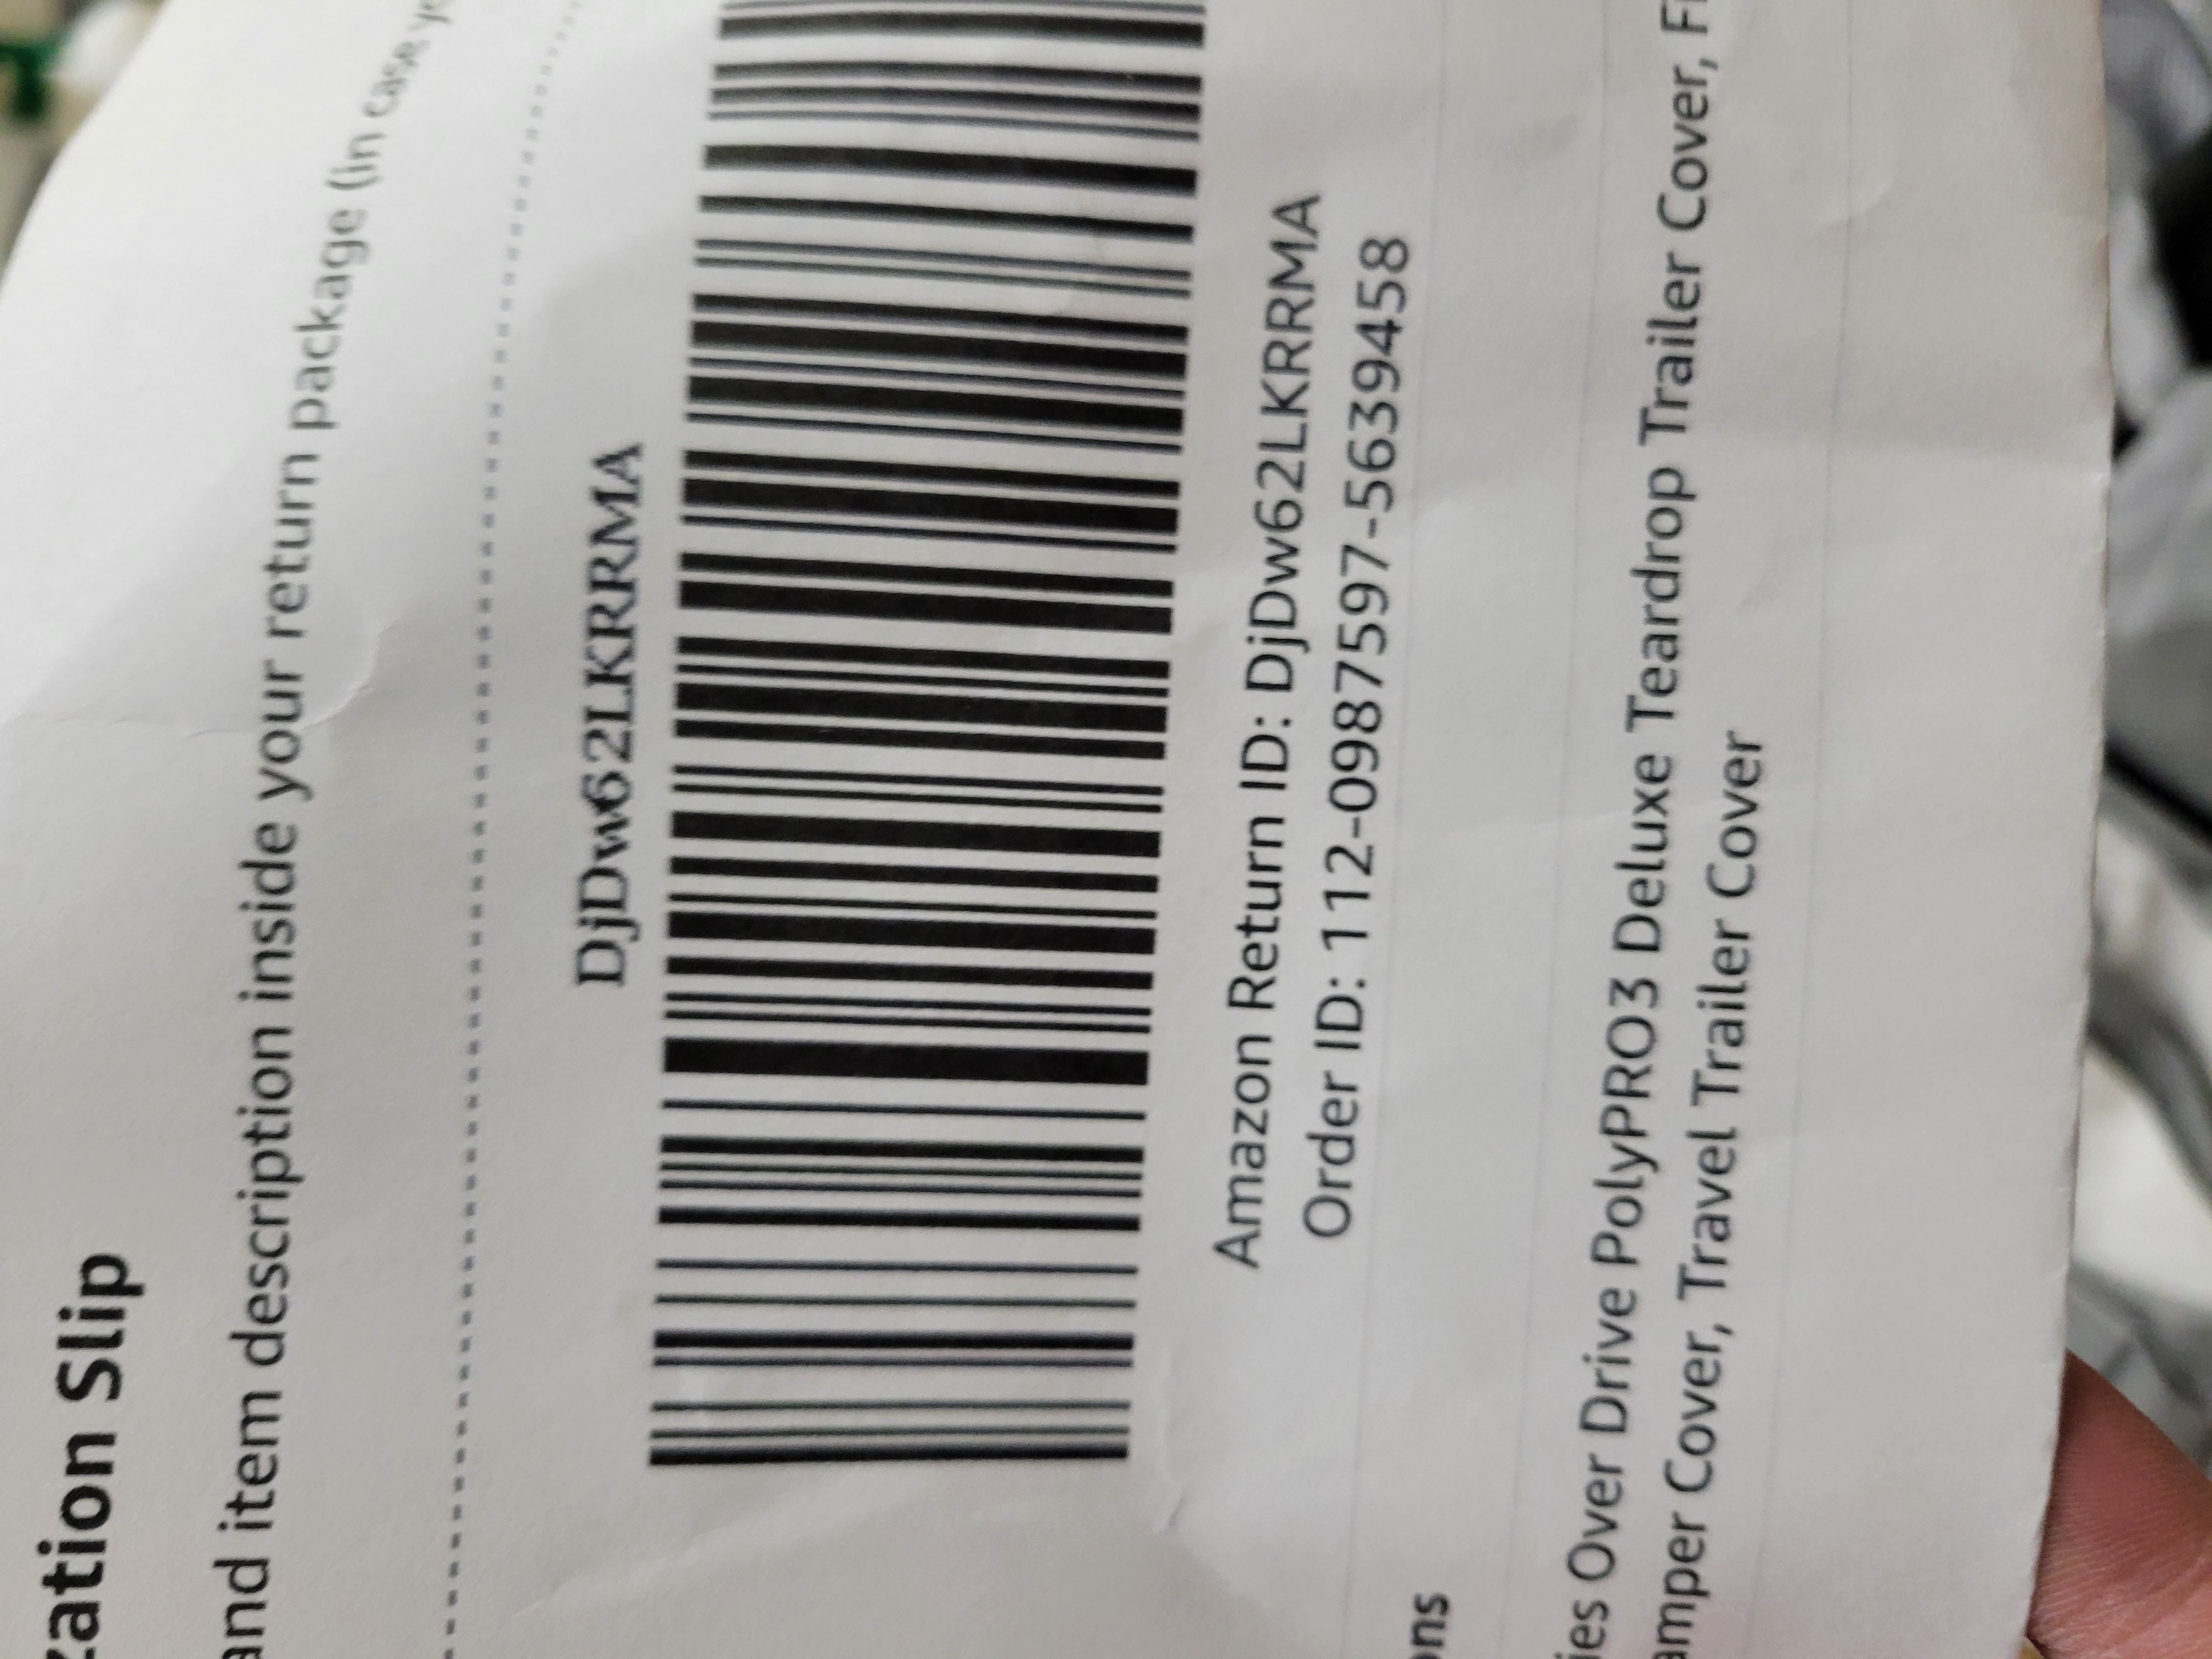 zation Slip
and item description inside your return package (in case
DjDw62LKRRMA
Amazon Return ID: DjDw62LKRRMA
Order ID: 112-0987597-5639458
ons
ies Over Drive PolyPRO3 Deluxe Teardrop Trailer Cover,
amper Cover, Travel Trailer Cover